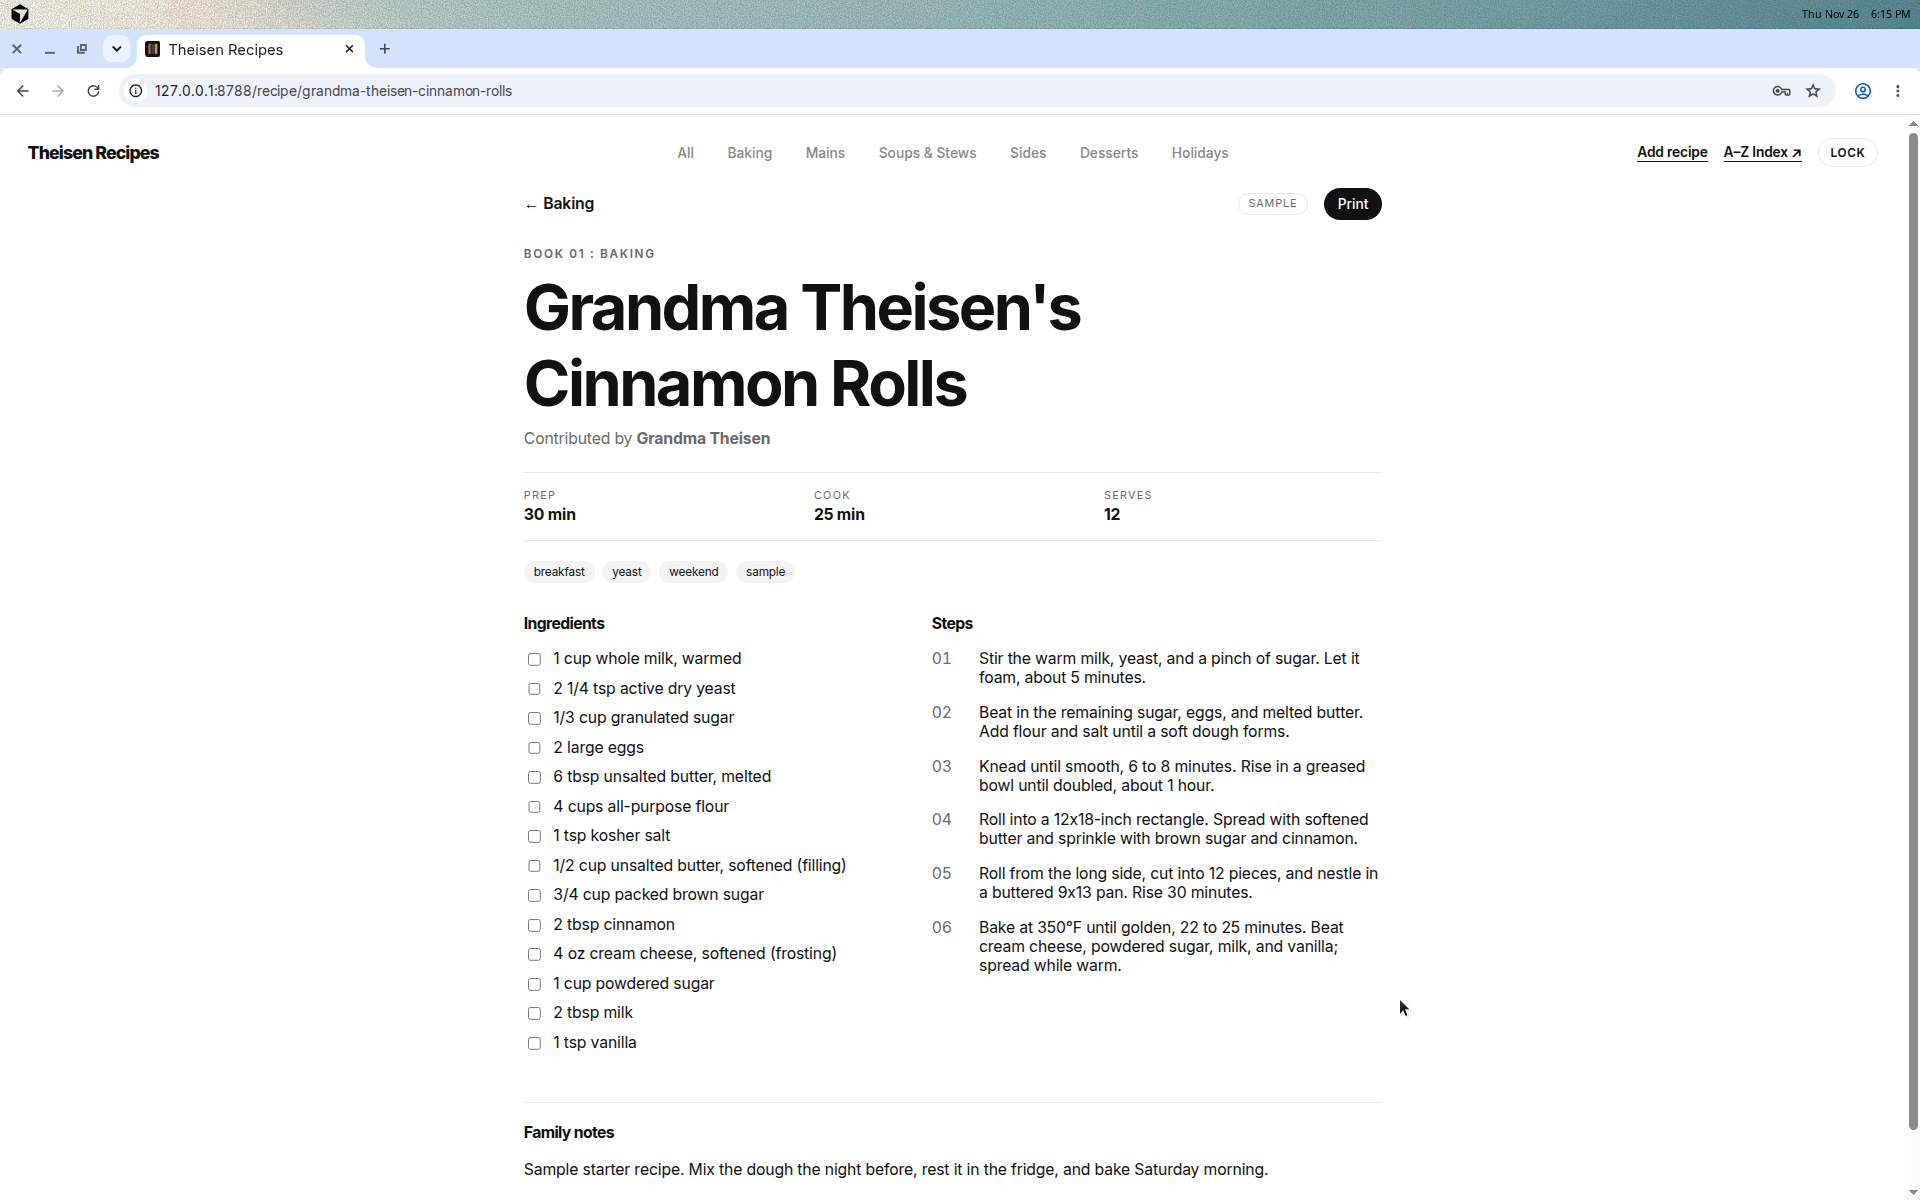 Thu Nov 26 6:15 PM
Theisen Recipes
127.0.0.1:8788/recipe/grandma-theisen-cinnamon-rolls
Theisen Recipes
All Baking Mains Soups & Stews Sides Desserts Holidays
Add recipe A–Z Index ↗ LOCK
← Baking
SAMPLE Print
BOOK 01 : BAKING
Grandma Theisen's
Cinnamon Rolls
Contributed by Grandma Theisen
PREP COOK SERVES
30 min 25 min 12
breakfast yeast weekend sample
Ingredients
1 cup whole milk, warmed
2 1/4 tsp active dry yeast
1/3 cup granulated sugar
2 large eggs
6 tbsp unsalted butter, melted
4 cups all-purpose flour
1 tsp kosher salt
1/2 cup unsalted butter, softened (filling)
3/4 cup packed brown sugar
2 tbsp cinnamon
4 oz cream cheese, softened (frosting)
1 cup powdered sugar
2 tbsp milk
1 tsp vanilla
Steps
01 Stir the warm milk, yeast, and a pinch of sugar. Let it
foam, about 5 minutes.
02 Beat in the remaining sugar, eggs, and melted butter.
Add flour and salt until a soft dough forms.
03 Knead until smooth, 6 to 8 minutes. Rise in a greased
bowl until doubled, about 1 hour.
04 Roll into a 12x18-inch rectangle. Spread with softened
butter and sprinkle with brown sugar and cinnamon.
05 Roll from the long side, cut into 12 pieces, and nestle in
a buttered 9x13 pan. Rise 30 minutes.
06 Bake at 350°F until golden, 22 to 25 minutes. Beat
cream cheese, powdered sugar, milk, and vanilla;
spread while warm.
Family notes
Sample starter recipe. Mix the dough the night before, rest it in the fridge, and bake Saturday morning.